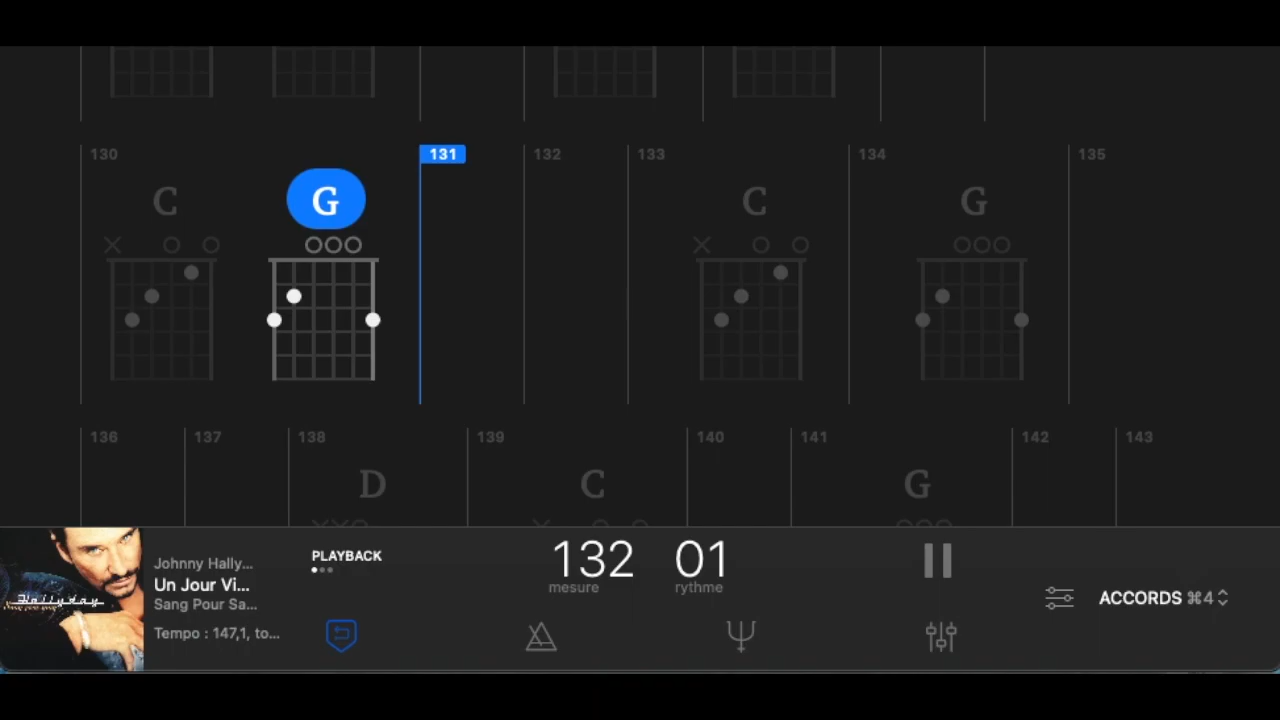 130 131 132 133 134 135
C G C G
136 137 138 139 140 141 142 143
D C G
Hallyday
Johnny Hally...
Un Jour Vi...
Sang Pour Sa...
Tempo : 147,1, to...
PLAYBACK
132 01
mesure rythme
ACCORDS ⌘4